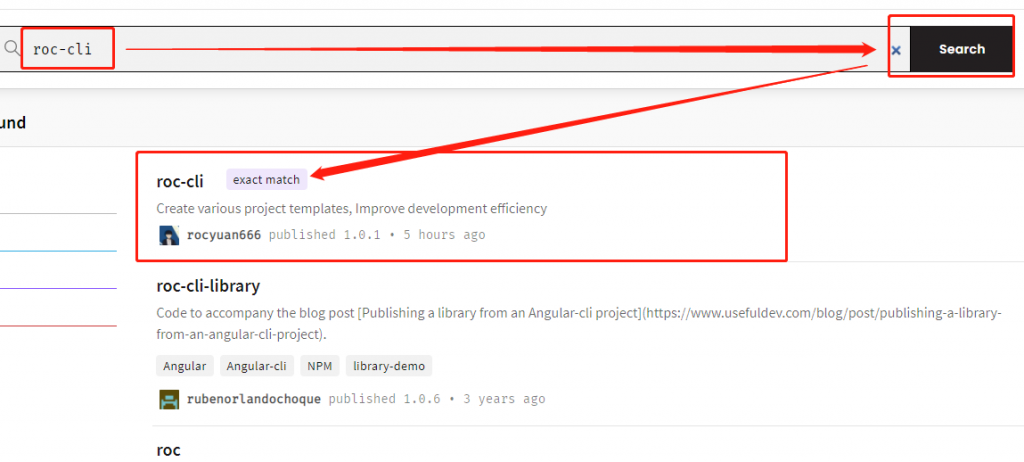 roc-cli
×
Search
und
roc-cli exact match
Create various project templates, Improve development efficiency
rocyuan666 published 1.0.1 • 5 hours ago
roc-cli-library
Code to accompany the blog post [Publishing a library from an Angular-cli project](https://www.usefuldev.com/blog/post/publishing-a-library-
from-an-angular-cli-project).
Angular Angular-cli NPM library-demo
rubenorlandochoque published 1.0.6 • 3 years ago
roc